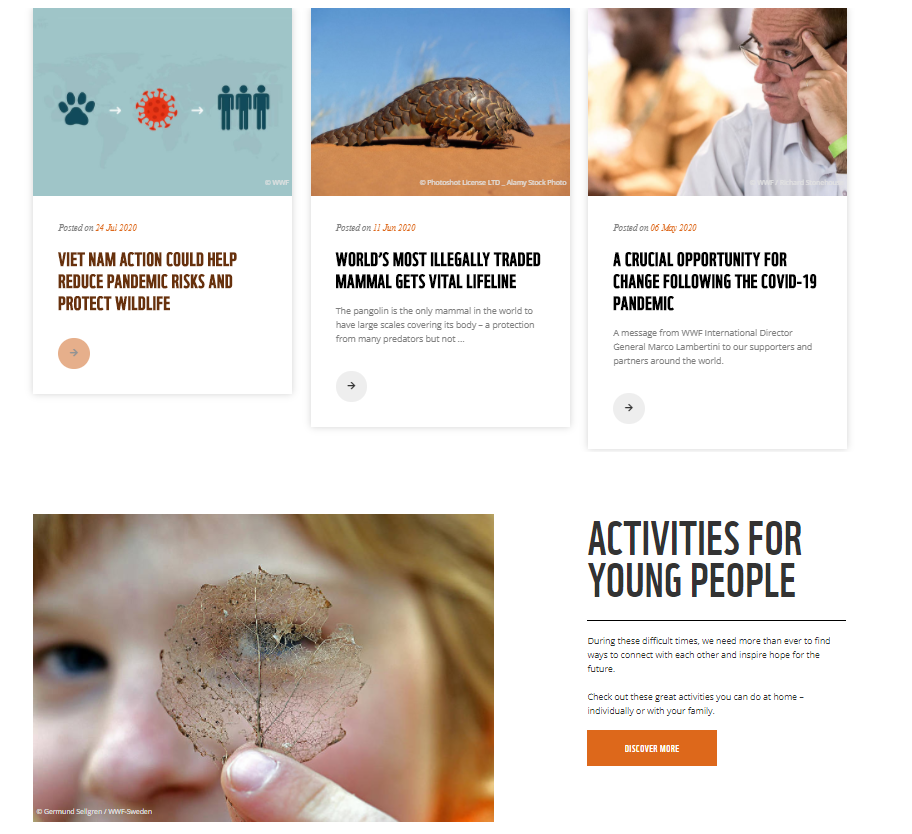 © WWF
Posted on 24 Jul 2020
VIET NAM ACTION COULD HELP
REDUCE PANDEMIC RISKS AND
PROTECT WILDLIFE
© Photoshot License LTD _ Alamy Stock Photo
Posted on 11 Jun 2020
WORLD'S MOST ILLEGALLY TRADED
MAMMAL GETS VITAL LIFELINE
The pangolin is the only mammal in the world to
have large scales covering its body – a protection
from many predators but not ...
© WWF / Richard
Posted on 06 May 2020
A CRUCIAL OPPORTUNITY FOR
CHANGE FOLLOWING THE COVID-19
PANDEMIC
A message from WWF International Director
General Marco Lambertini to our supporters and
partners around the world.
© Germund Sellgren / WWF-Sweden
ACTIVITIES FOR
YOUNG PEOPLE
During these difficult times, we need more than ever to find
ways to connect with each other and inspire hope for the
future.
Check out these great activities you can do at home –
individually or with your family.
DISCOVER MORE